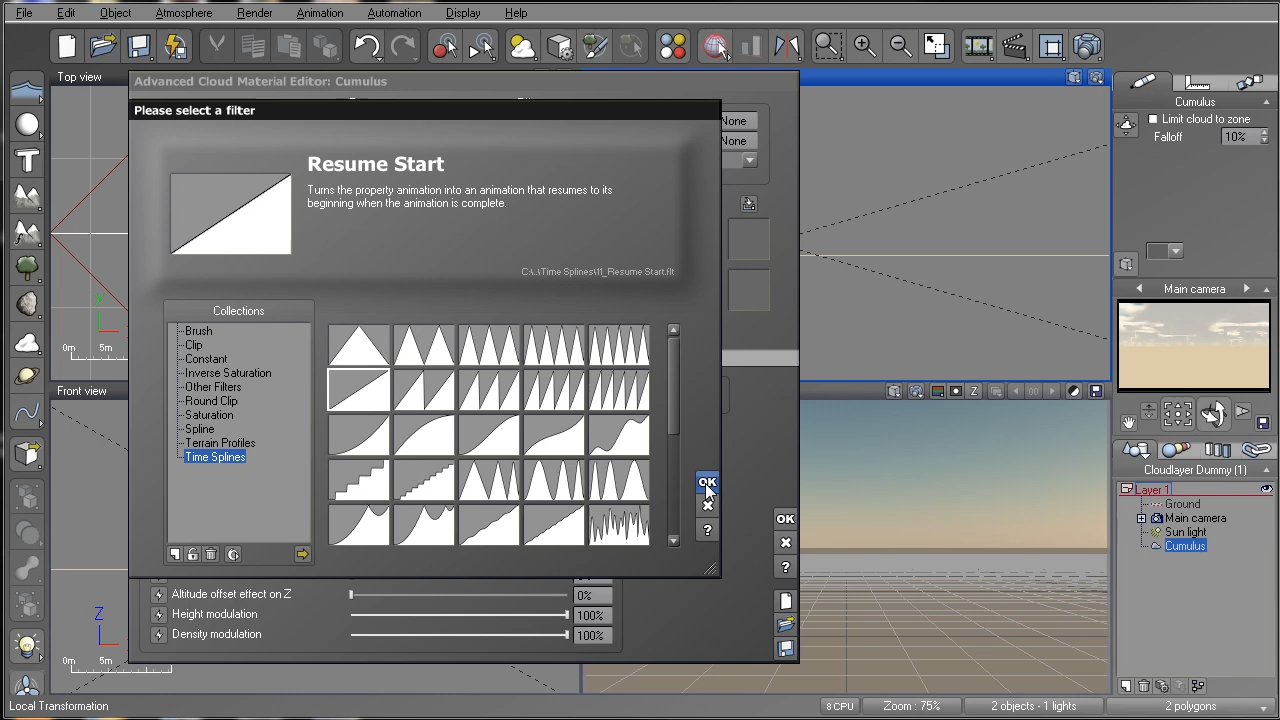 File Edit Object Atmosphere Render Animation Automation Display Help
Top view
Advanced Cloud Material Editor: Cumulus
Please select a filter
Resume Start
Turns the property animation into an animation that resumes to its
beginning when the animation is complete.
C:\..\Time Splines\11_Resume Start.flt
None
None
Collections
Brush
Clip
Constant
Inverse Saturation
Other Filters
Round Clip
Saturation
Spline
Terrain Profiles
Time Splines
OK
?
OK
?
Altitude offset effect on Z 0%
Height modulation 100%
Density modulation 100%
Y
0m 5m
Front view
Z
0m 5m
Cumulus
Limit cloud to zone
Falloff 10%
Main camera
Z
00
Cloudlayer Dummy (1)
Layer 1
Ground
Main camera
Sun light
Cumulus
Local Transformation
8 CPU
Zoom : 75%
2 objects - 1 lights
2 polygons